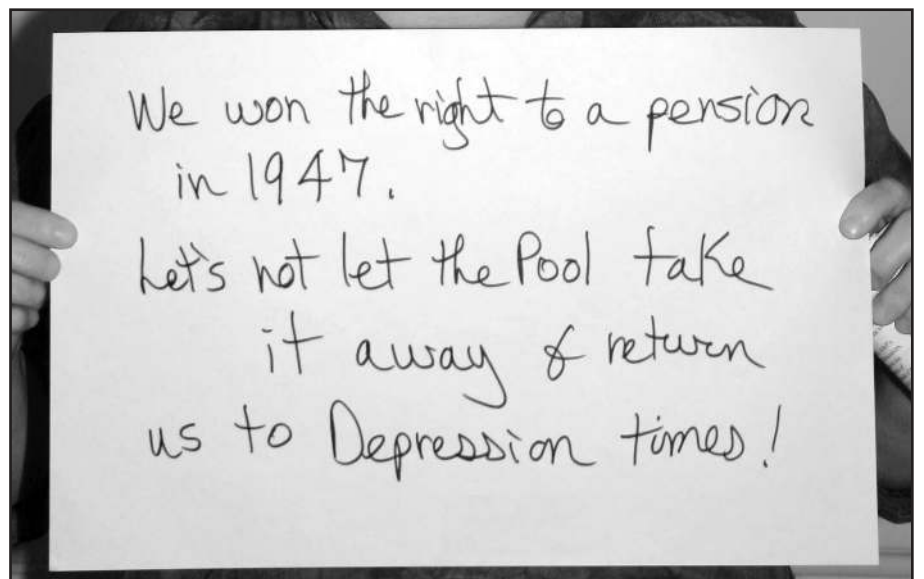 We won the right to a pension
in 1947.
Let's not let the Pool take
it away & return
us to Depression times!